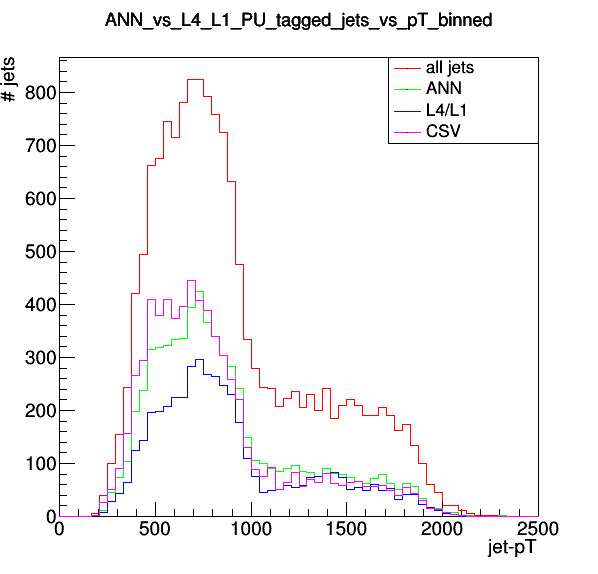 ANN_vs_L4_L1_PU_tagged_jets_vs_pT_binned
# jets
all jets
ANN
L4/L1
CSV
800
700
600
500
400
300
200
100
0
0 500 1000 1500 2000 2500
jet-pT